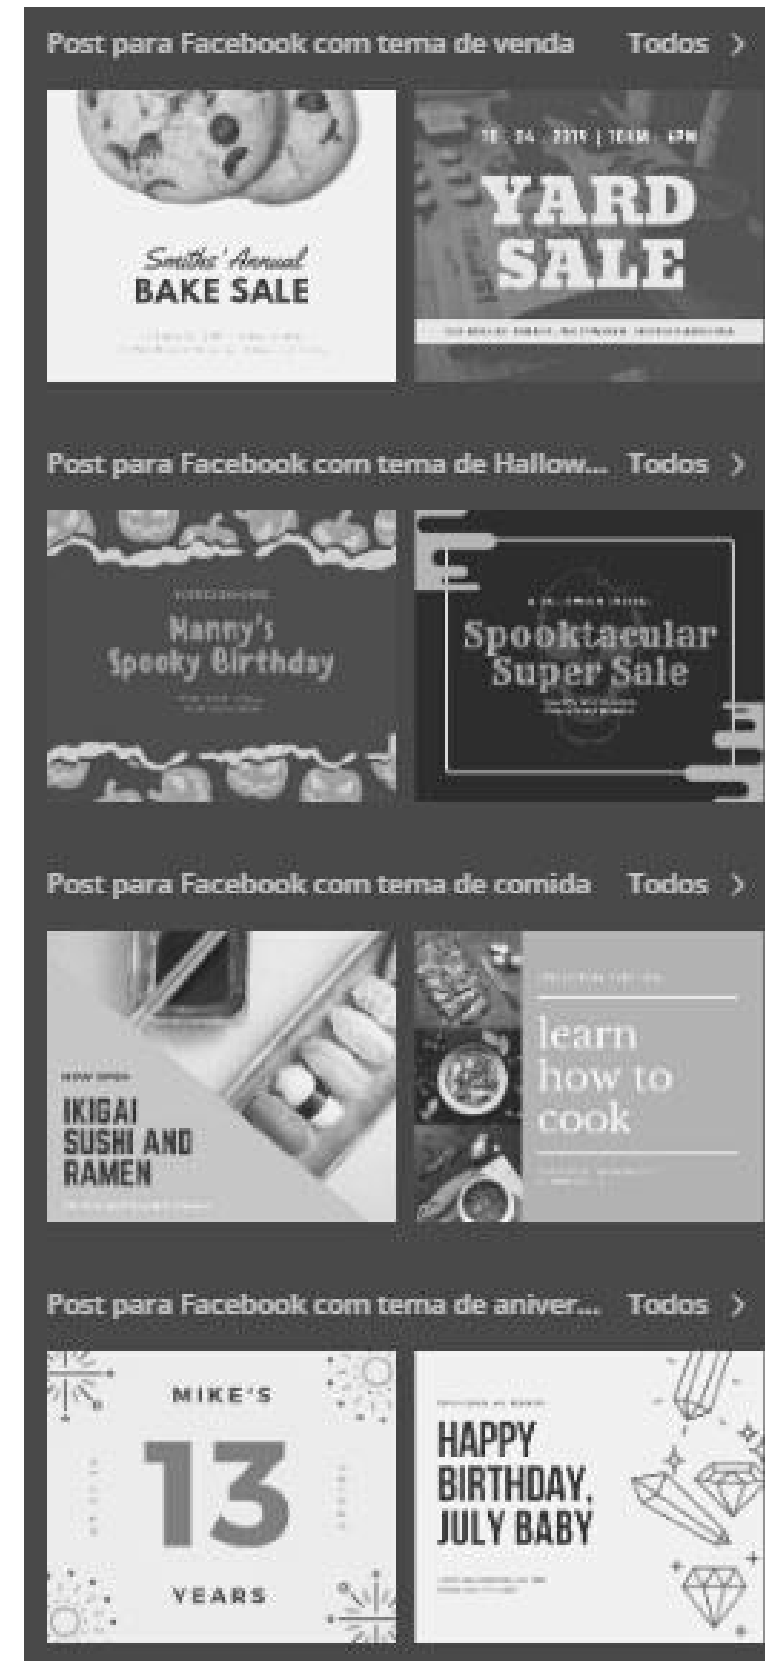 Post para Facebook com tema de venda Todos >
Smiths' Annual
BAKE SALE
YARD
SALE
Post para Facebook com tema de Hallow... Todos >
Manny's
Spooky Birthday
Spooktacular
Super Sale
Post para Facebook com tema de comida Todos >
NOW OPEN
IKIGAI
SUSHI AND
RAMEN
learn
how to
cook
Post para Facebook com tema de aniver... Todos >
MIKE'S
13
YEARS
HAPPY
BIRTHDAY,
JULY BABY